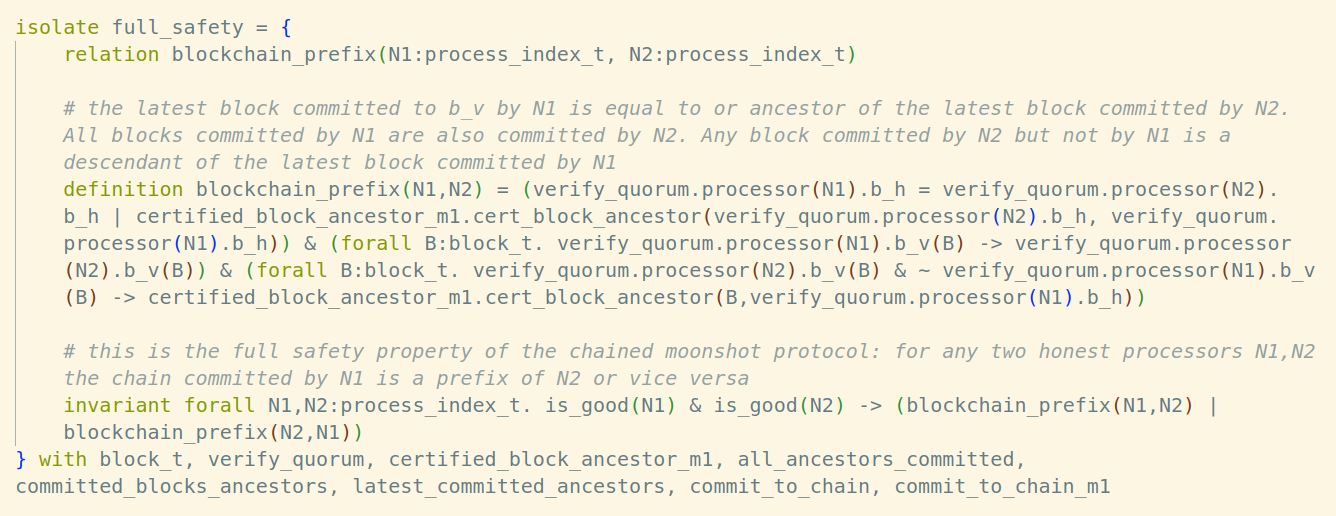 isolate full_safety = {
relation blockchain_prefix(N1:process_index_t, N2:process_index_t)
# the latest block committed to b_v by N1 is equal to or ancestor of the latest block committed by N2.
All blocks committed by N1 are also committed by N2. Any block committed by N2 but not by N1 is a
descendant of the latest block committed by N1
definition blockchain_prefix(N1,N2) = (verify_quorum.processor(N1).b_h = verify_quorum.processor(N2).
b_h | certified_block_ancestor_m1.cert_block_ancestor(verify_quorum.processor(N2).b_h, verify_quorum.
processor(N1).b_h)) & (forall B:block_t. verify_quorum.processor(N1).b_v(B) -> verify_quorum.processor
(N2).b_v(B)) & (forall B:block_t. verify_quorum.processor(N2).b_v(B) & ~ verify_quorum.processor(N1).b_v
(B) -> certified_block_ancestor_m1.cert_block_ancestor(B,verify_quorum.processor(N1).b_h))
# this is the full safety property of the chained moonshot protocol: for any two honest processors N1,N2
the chain committed by N1 is a prefix of N2 or vice versa
invariant forall N1,N2:process_index_t. is_good(N1) & is_good(N2) -> (blockchain_prefix(N1,N2) |
blockchain_prefix(N2,N1))
} with block_t, verify_quorum, certified_block_ancestor_m1, all_ancestors_committed,
committed_blocks_ancestors, latest_committed_ancestors, commit_to_chain, commit_to_chain_m1